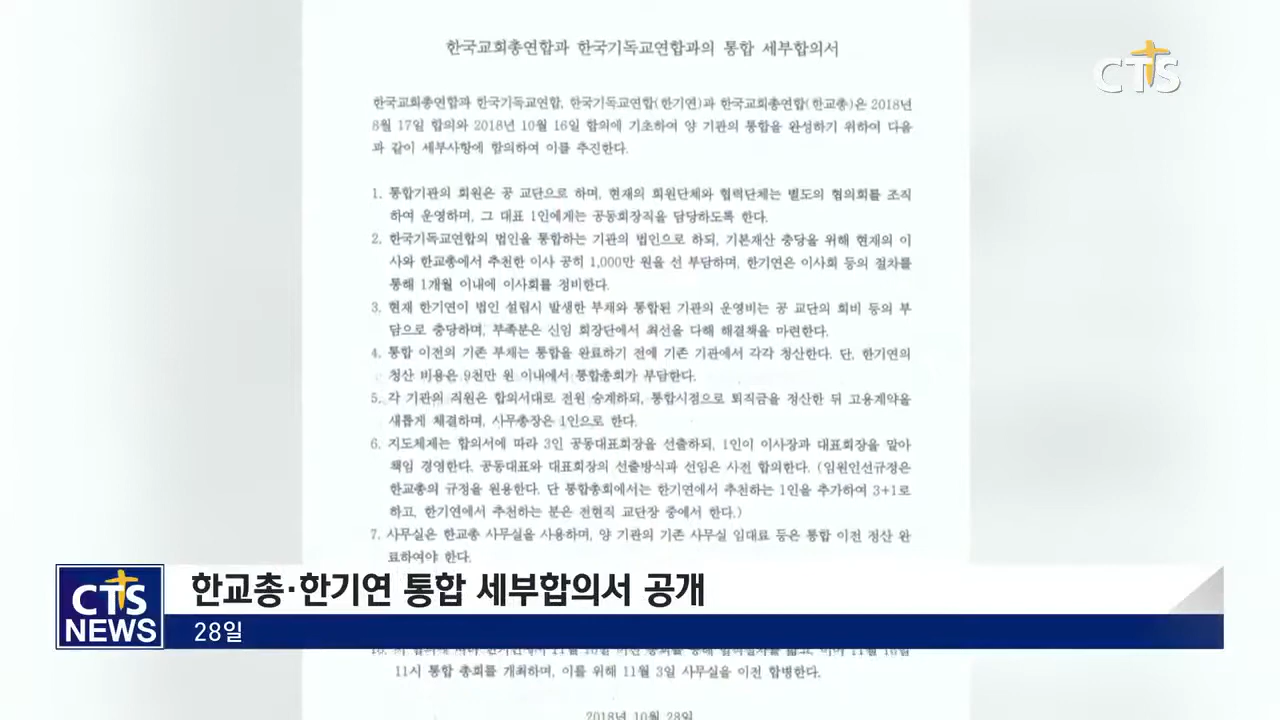 한국교회총연합과 한국기독교연합과의 통합 세부합의서
CTS
한국교회총연합과 한국기독교연합, 한국기독교연합(한기연)과 한국교회총연합(한교총)은 2018년
8월 17일 합의와 2018년 10월 16일 합의에 기초하여 양 기관의 통합을 완성하기 위하여 다음
과 같이 세부사항에 합의하여 이를 추진한다.
1. 통합기관의 회원은 공 교단으로 하며, 현재의 회원단체와 협력단체는 별도의 협의회를 조직
하여 운영하며, 그 대표 1인에게는 공동회장직을 담당하도록 한다.
2. 한국기독교연합의 법인을 통합하는 기관의 법인으로 하되, 기본재산 충당을 위해 현재의 이
사와 한교총에서 추천한 이사 공히 1,000만 원을 선 부담하며, 한기연은 이사회 등의 절차를
통해 1개월 이내에 이사회를 정비한다.
3. 현재 한기연이 법인 설립시 발생한 부채와 통합된 기관의 운영비는 공 교단의 회비 등의 부
담으로 충당하며, 부족분은 신임 회장단에서 최선을 다해 해결책을 마련한다.
4. 통합 이전의 기존 부채는 통합을 완료하기 전에 기존 기관에서 각각 청산한다. 단, 한기연의
청산 비용은 9천만 원 이내에서 통합총회가 부담한다.
5. 각 기관의 직원은 합의서대로 전원 승계하되, 통합시점으로 퇴직금을 정산한 뒤 고용계약을
새롭게 체결하며, 사무총장은 1인으로 한다.
6. 지도체제는 합의서에 따라 3인 공동대표회장을 선출하되, 1인이 이사장과 대표회장을 맡아
책임 경영한다. 공동대표와 대표회장의 선출방식과 선임은 사전 합의한다. (임원인선규정은
한교총의 규정을 원용한다. 단 통합총회에서는 한기연에서 추천하는 1인을 추가하여 3+1로
하고, 한기연에서 추천하는 분은 전현직 교단장 중에서 한다.)
7. 사무실은 한교총 사무실을 사용하며, 양 기관의 기존 사무실 임대료 등은 통합 이전 정산 완
료하여야 한다.
CTS
NEWS
한교총·한기연 통합 세부합의서 공개
28일
11시 통합 총회를 개최하며, 이를 위해 11월 3일 사무실을 이전 합병한다.
2018년 10월 28일